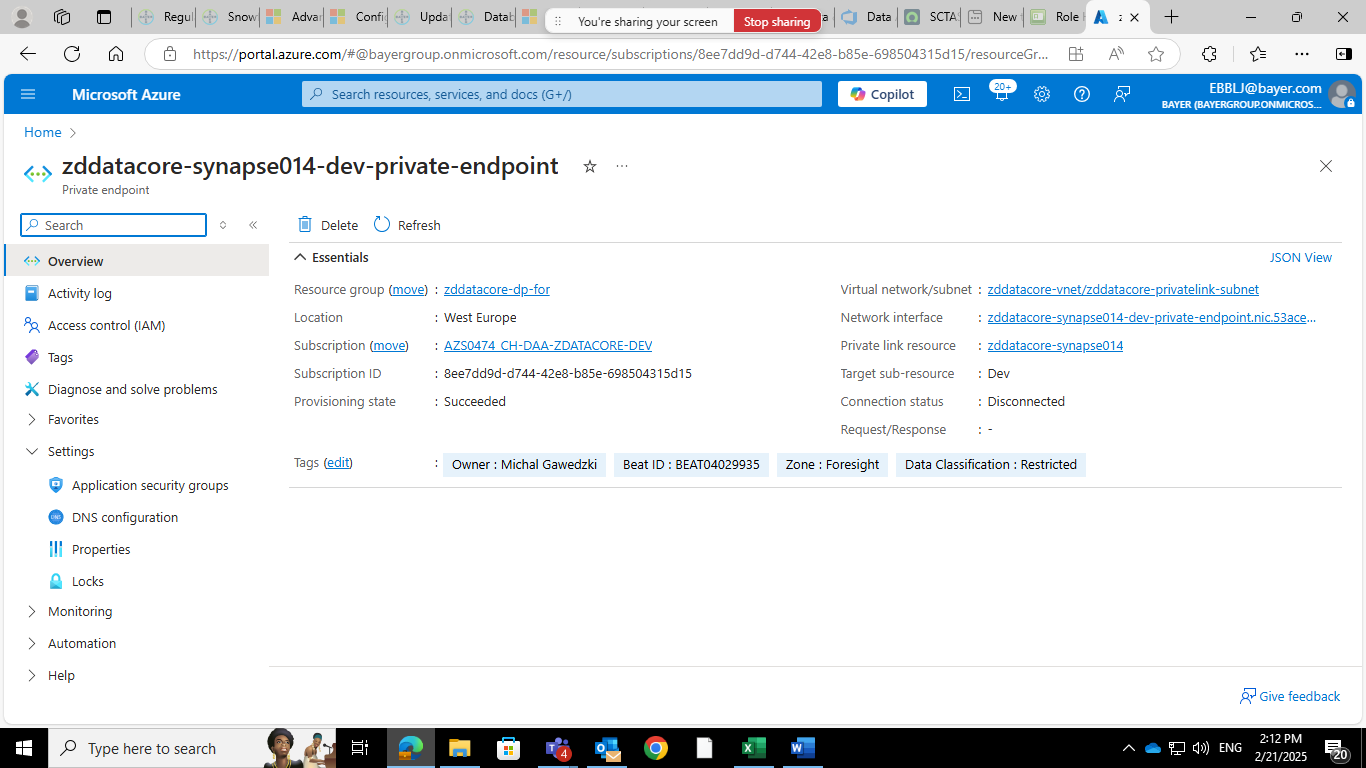 Regul
Snow
Adva
Config
Upda
Datab
You're sharing your screen
Stop sharing
Data
SCTAS
New
Role H
https://portal.azure.com/#@bayergroup.onmicrosoft.com/resource/subscriptions/8ee7dd9d-d744-42e8-b85e-698504315d15/resourceGr...
Microsoft Azure
Search resources, services, and docs (G+/)
Copilot
20+
EBBLJ@bayer.com
BAYER (BAYERGROUP.ONMICROS...
Home
zddatacore-synapse014-dev-private-endpoint
Private endpoint
Search
Delete
Refresh
Overview
Activity log
Access control (IAM)
Tags
Diagnose and solve problems
Favorites
Settings
Application security groups
DNS configuration
Properties
Locks
Monitoring
Automation
Help
Essentials
JSON View
Resource group (move) : zddatacore-dp-for
Location : West Europe
Subscription (move) : AZS0474_CH-DAA-ZDATACORE-DEV
Subscription ID : 8ee7dd9d-d744-42e8-b85e-698504315d15
Provisioning state : Succeeded
Virtual network/subnet : zddatacore-vnet/zddatacore-privatelink-subnet
Network interface : zddatacore-synapse014-dev-private-endpoint.nic.53ace...
Private link resource : zddatacore-synapse014
Target sub-resource : Dev
Connection status : Disconnected
Request/Response : -
Tags (edit) : Owner : Michal Gawedzki Beat ID : BEAT04029935 Zone : Foresight Data Classification : Restricted
Give feedback
Type here to search
4
ENG
2:12 PM
2/21/2025
20